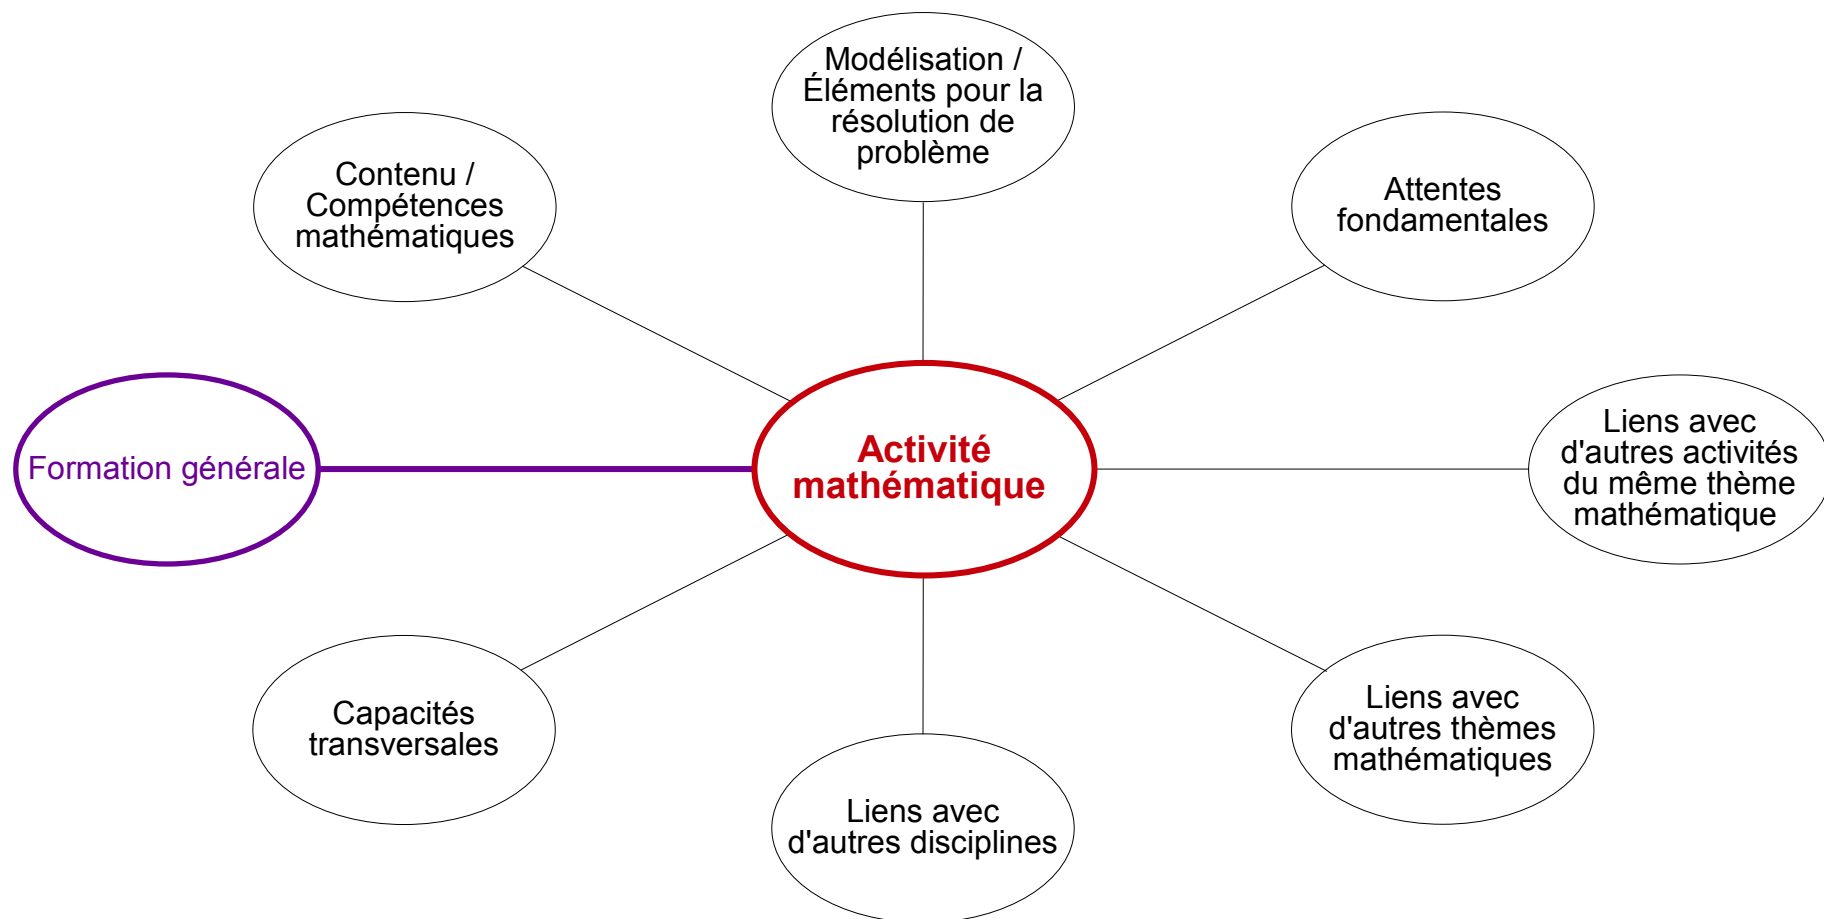 Modélisation /
Éléments pour la
résolution de
problème
Contenu /
Compétences
mathématiques
Attentes
fondamentales
Formation générale
Activité
mathématique
Liens avec
d'autres activités
du même thème
mathématique
Capacités
transversales
Liens avec
d'autres thèmes
mathématiques
Liens avec
d'autres disciplines